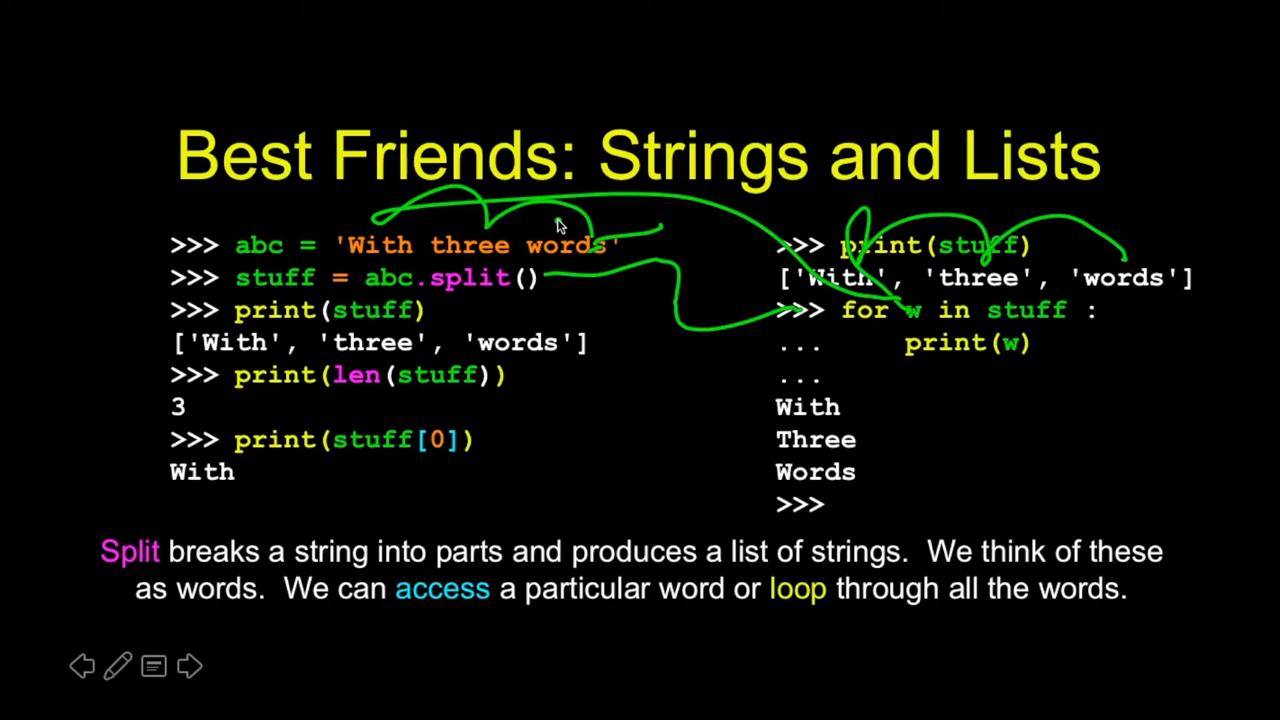 Best Friends: Strings and Lists
>>> abc = 'With three words'
>>> stuff = abc.split()
>>> print(stuff)
['With', 'three', 'words']
>>> print(len(stuff))
3
>>> print(stuff[0])
With
>>> print(stuff)
['With', 'three', 'words']
>>> for w in stuff :
...     print(w)
...
With
Three
Words
>>>
Split breaks a string into parts and produces a list of strings.  We think of these
as words.  We can access a particular word or loop through all the words.